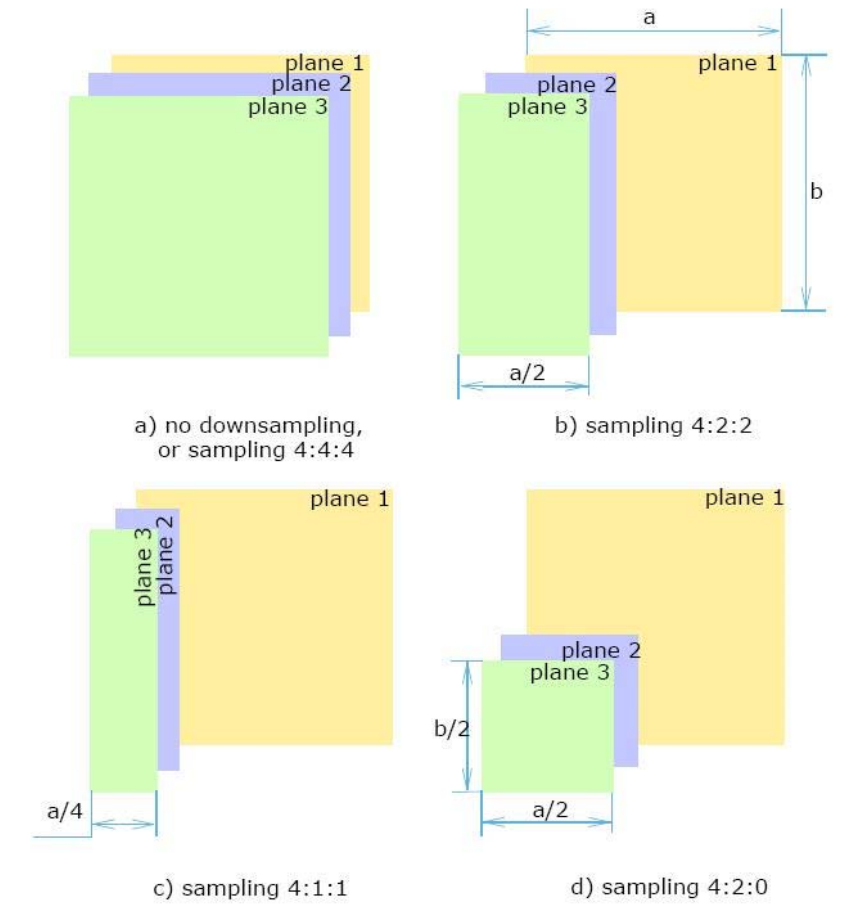 plane 1
plane 2
plane 3
a) no downsampling,
or sampling 4:4:4
a
plane 1
plane 2
plane 3
b
a/2
b) sampling 4:2:2
plane 1
plane 2
plane 3
a/4
c) sampling 4:1:1
plane 1
plane 2
plane 3
b/2
a/2
d) sampling 4:2:0